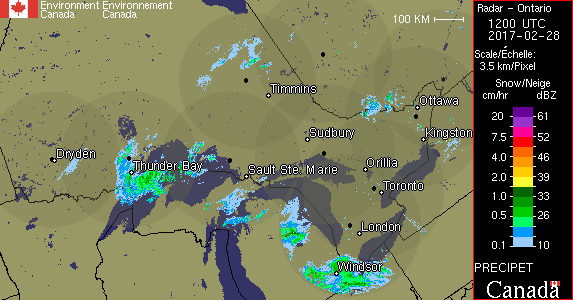 Environment Environnement
Canada Canada
100 KM
Timmins
Ottawa
Sudbury
Kingston
Dryden
Thunder Bay
Sault Ste. Marie
Orillia
Toronto
London
Windsor
Radar - Ontario
1200 UTC
2017-02-28
Scale/Échelle:
3.5 km/Pixel
Snow/Neige
cm/hr dBZ
20 61
7.5 52
4.0 46
2.0 39
1.0 33
0.5 26
0.1 10
PRECIPET
Canada